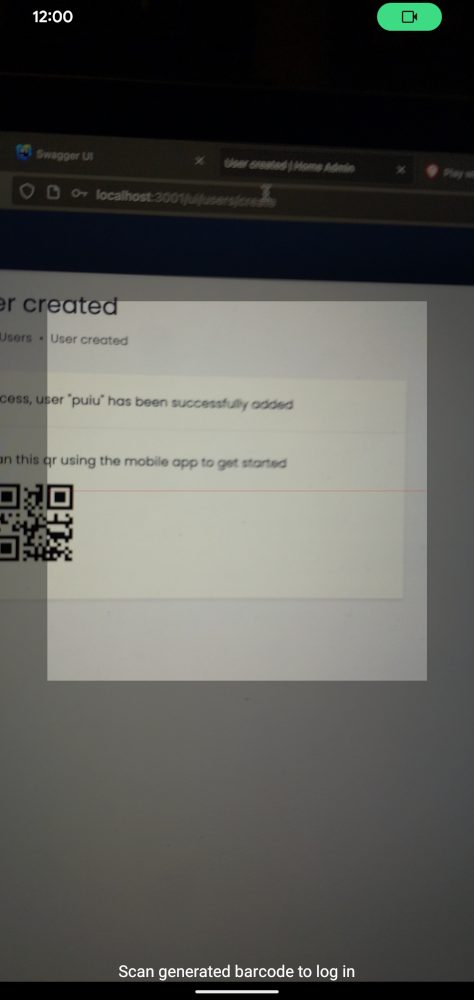 12:00
Swagger UI
User created | Home Admin
Play wi
localhost:3001/ui/users/create
er created
Users • User created
cess, user "puiu" has been successfully added
an this qr using the mobile app to get started
Scan generated barcode to log in